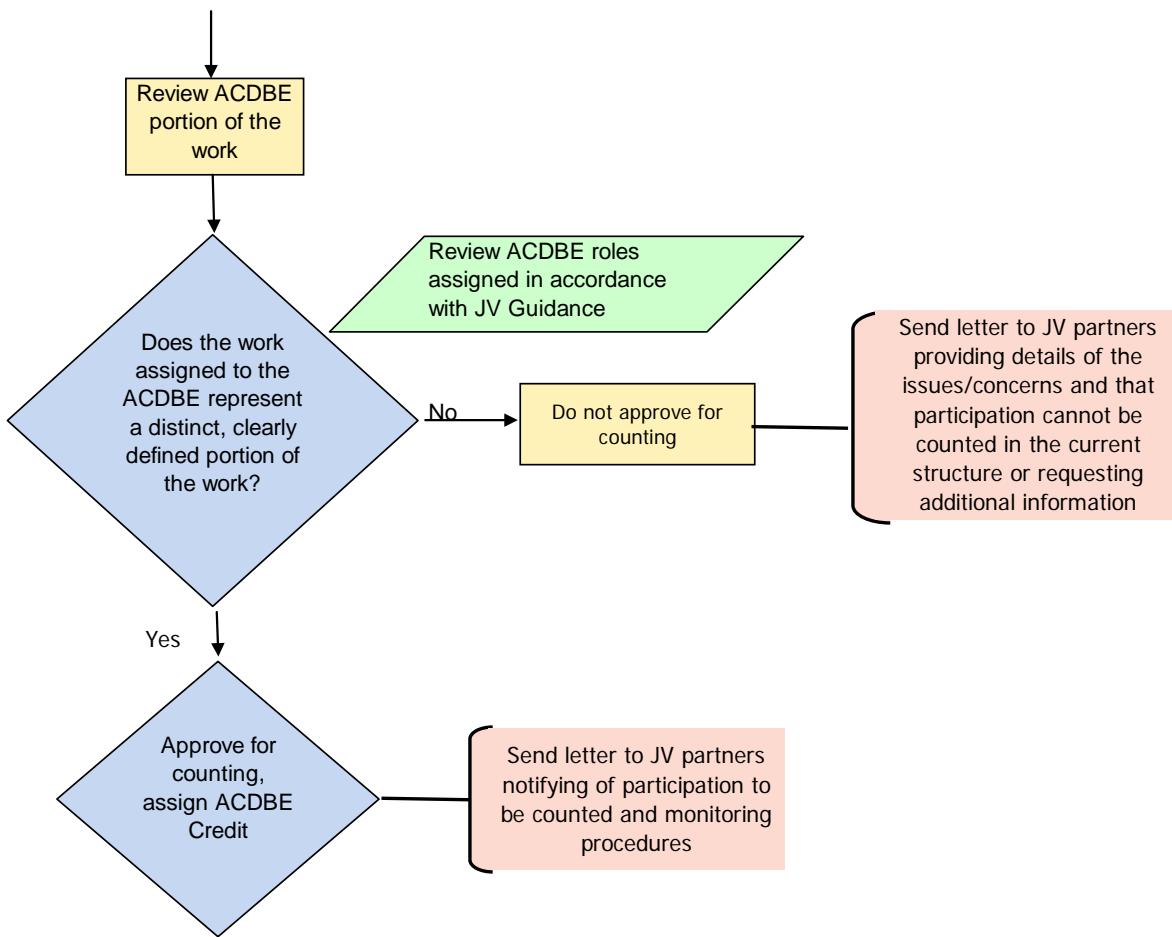 Review ACDBE
portion of the
work
Review ACDBE roles
assigned in accordance
with JV Guidance
Does the work
assigned to the
ACDBE represent
a distinct, clearly
defined portion of
the work?
No
Do not approve for
counting
Send letter to JV partners
providing details of the
issues/concerns and that
participation cannot be
counted in the current
structure or requesting
additional information
Yes
Approve for
counting,
assign ACDBE
Credit
Send letter to JV partners
notifying of participation to
be counted and monitoring
procedures